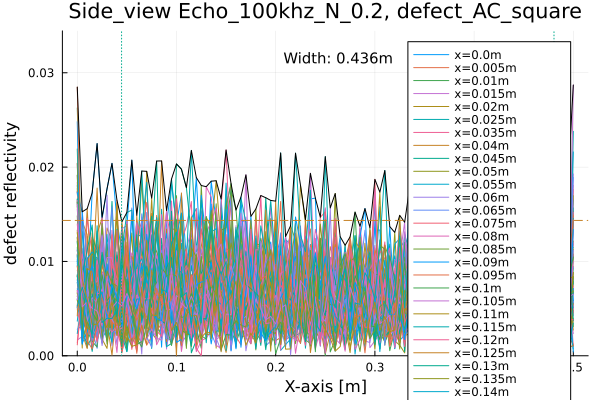 Side_view Echo_100khz_N_0.2, defect_AC_square
Width: 0.436m
defect reflectivity
0.03
0.02
0.01
0.00
0.0
0.1
0.2
0.3
.5
X-axis [m]
x=0.0m
x=0.005m
x=0.01m
x=0.015m
x=0.02m
x=0.025m
x=0.035m
x=0.04m
x=0.045m
x=0.05m
x=0.055m
x=0.06m
x=0.065m
x=0.075m
x=0.08m
x=0.085m
x=0.09m
x=0.095m
x=0.1m
x=0.105m
x=0.11m
x=0.115m
x=0.12m
x=0.125m
x=0.13m
x=0.135m
x=0.14m